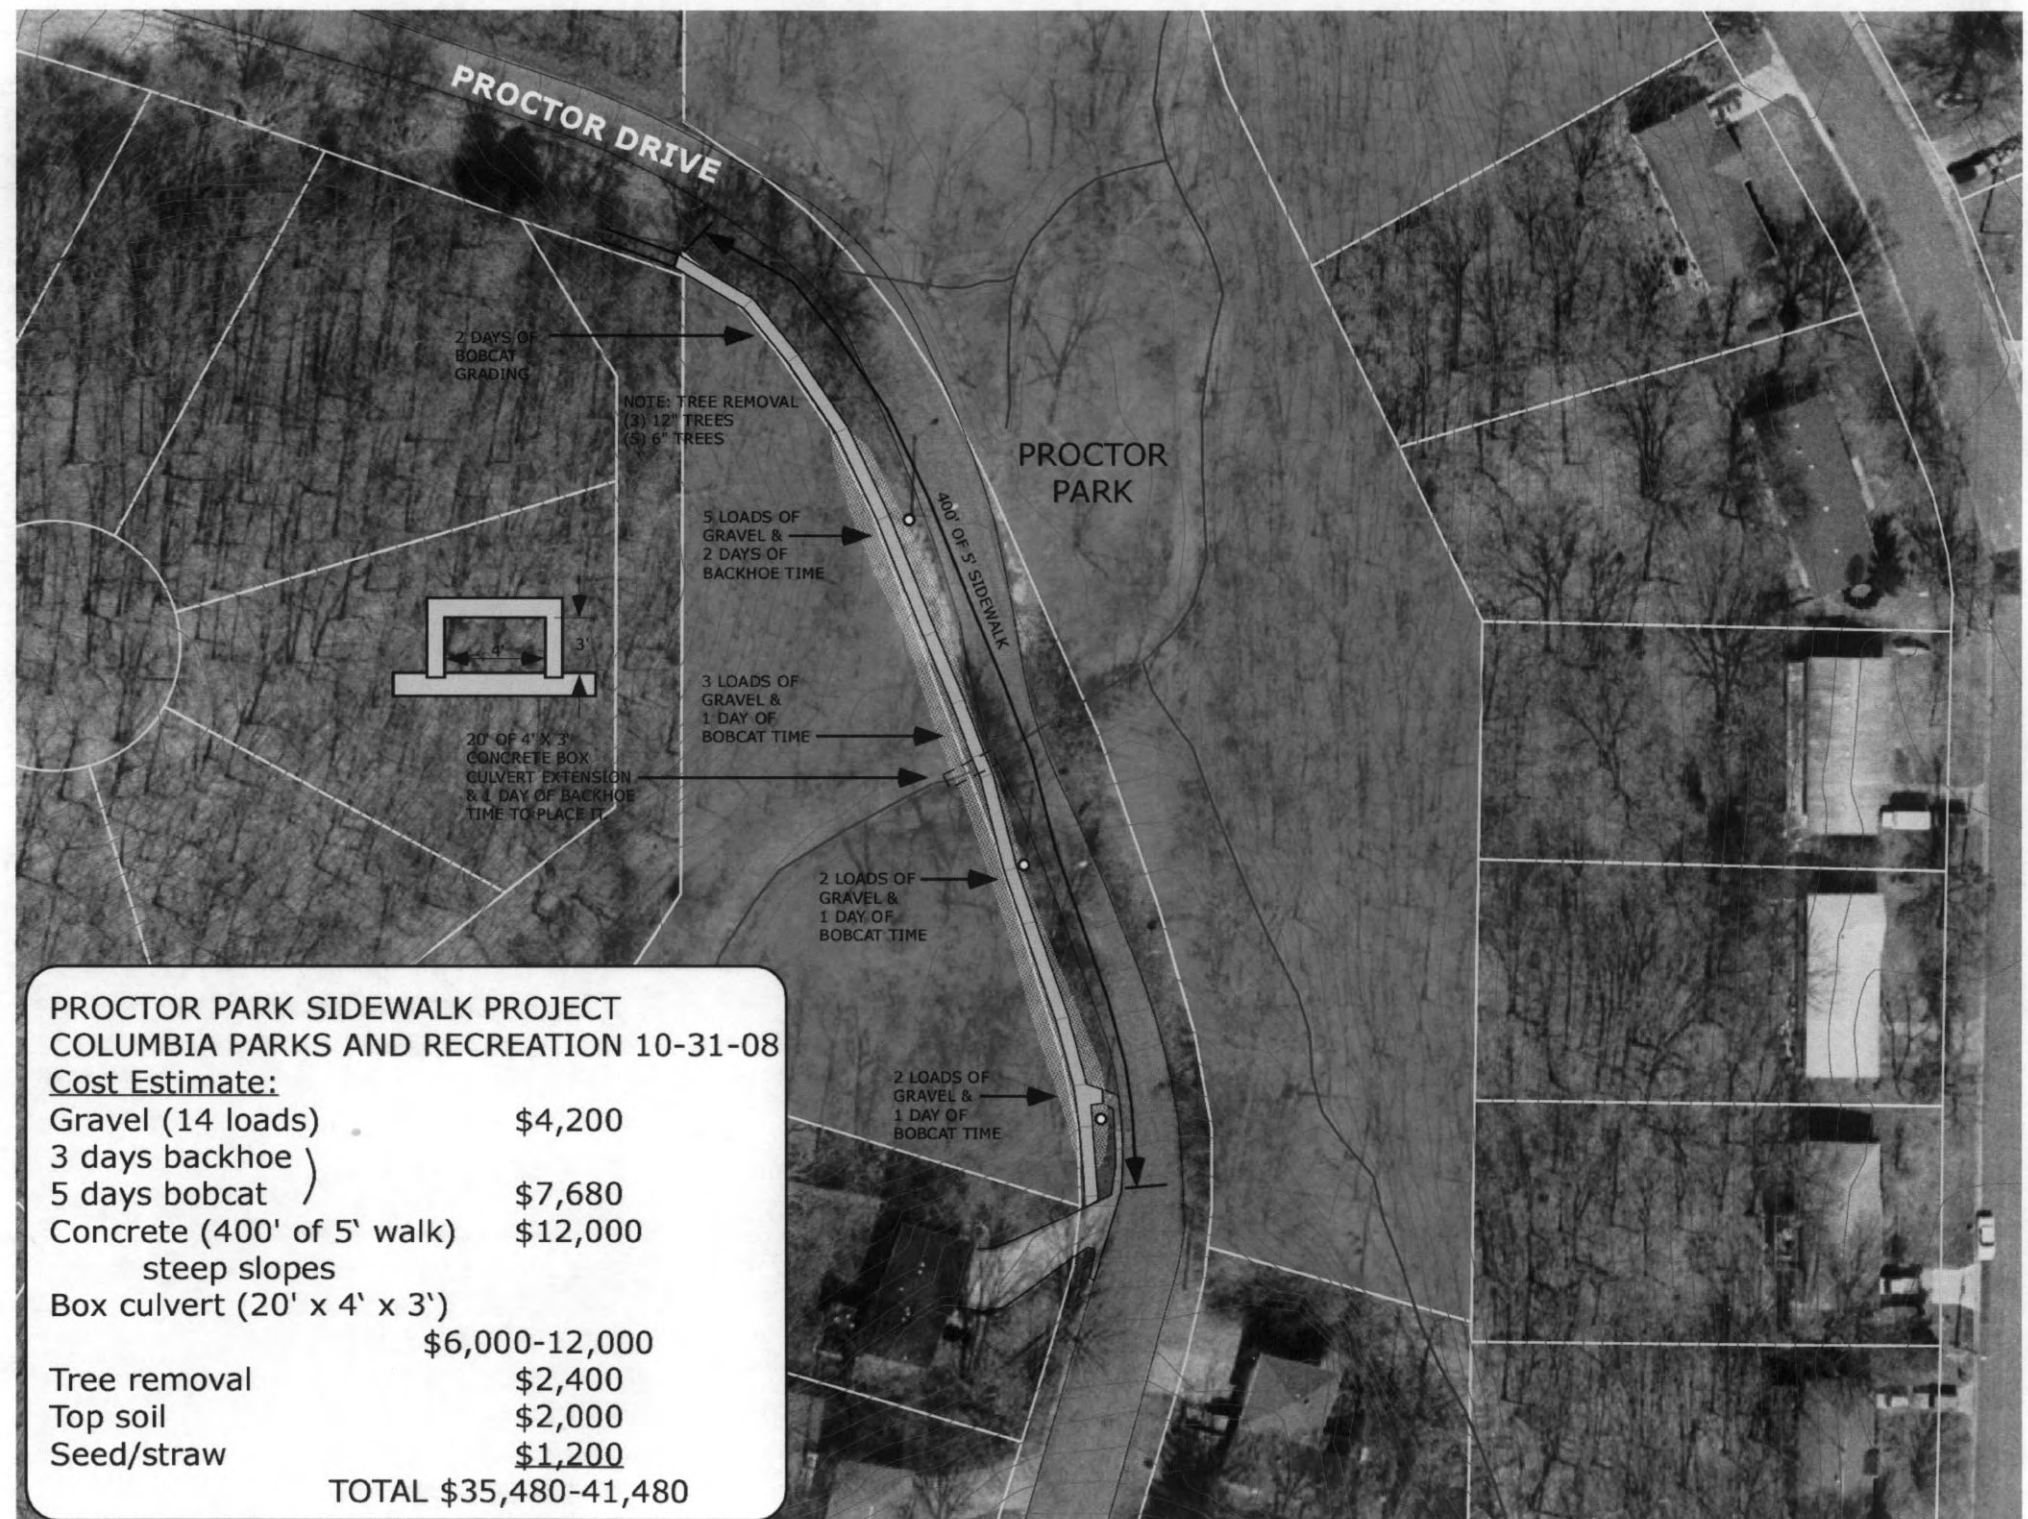 PROCTOR DRIVE
2 DAYS OF
BOBCAT
GRADING
NOTE: TREE REMOVAL
(3) 12" TREES
(5) 6" TREES
PROCTOR
PARK
400' OF 5' SIDEWALK
5 LOADS OF
GRAVEL &
2 DAYS OF
BACKHOE TIME
4'
3'
3 LOADS OF
GRAVEL &
1 DAY OF
BOBCAT TIME
20' OF 4' X 3'
CONCRETE BOX
CULVERT EXTENSION
& 1 DAY OF BACKHOE
TIME TO PLACE IT
2 LOADS OF
GRAVEL &
1 DAY OF
BOBCAT TIME
2 LOADS OF
GRAVEL &
1 DAY OF
BOBCAT TIME
PROCTOR PARK SIDEWALK PROJECT
COLUMBIA PARKS AND RECREATION 10-31-08
Cost Estimate:
Gravel (14 loads) $4,200
3 days backhoe )
5 days bobcat $7,680
Concrete (400' of 5' walk) $12,000
steep slopes
Box culvert (20' x 4' x 3')
$6,000-12,000
Tree removal $2,400
Top soil $2,000
Seed/straw $1,200
TOTAL $35,480-41,480